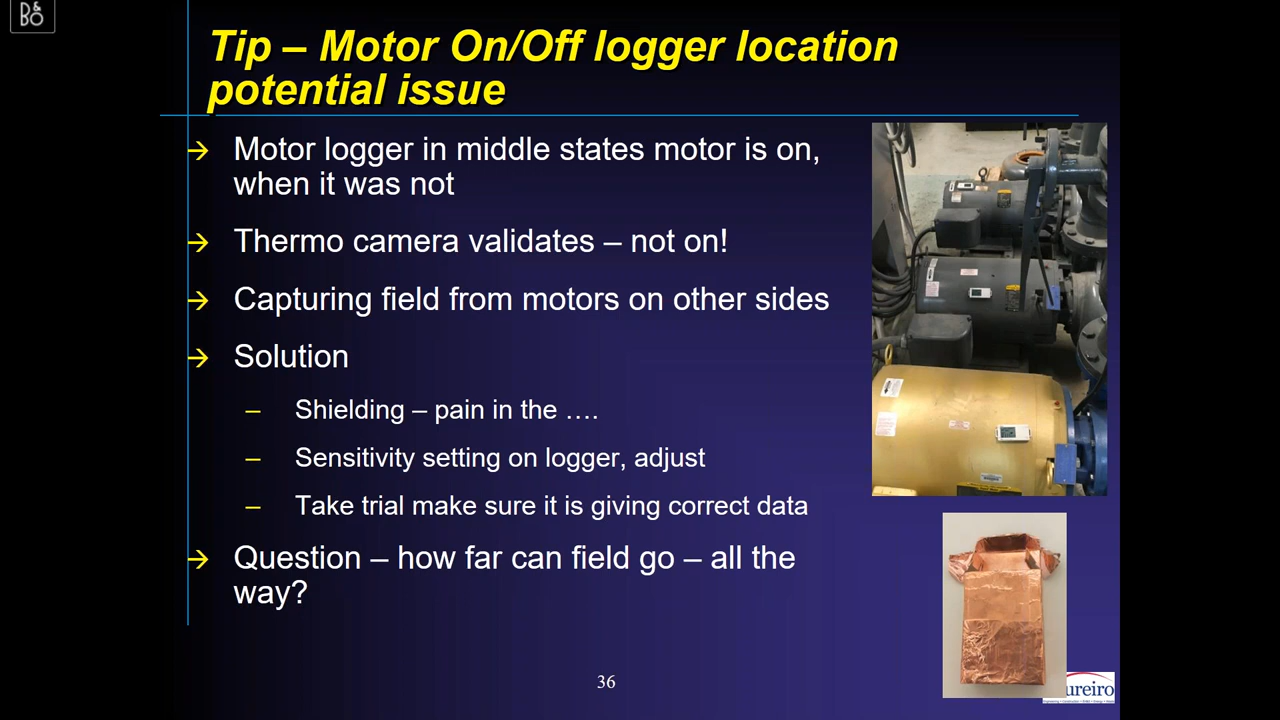 B&O
Tip – Motor On/Off logger location
potential issue
→ Motor logger in middle states motor is on,
when it was not
→ Thermo camera validates – not on!
→ Capturing field from motors on other sides
→ Solution
– Shielding – pain in the ….
– Sensitivity setting on logger, adjust
– Take trial make sure it is giving correct data
→ Question – how far can field go – all the
way?
36
ureiro